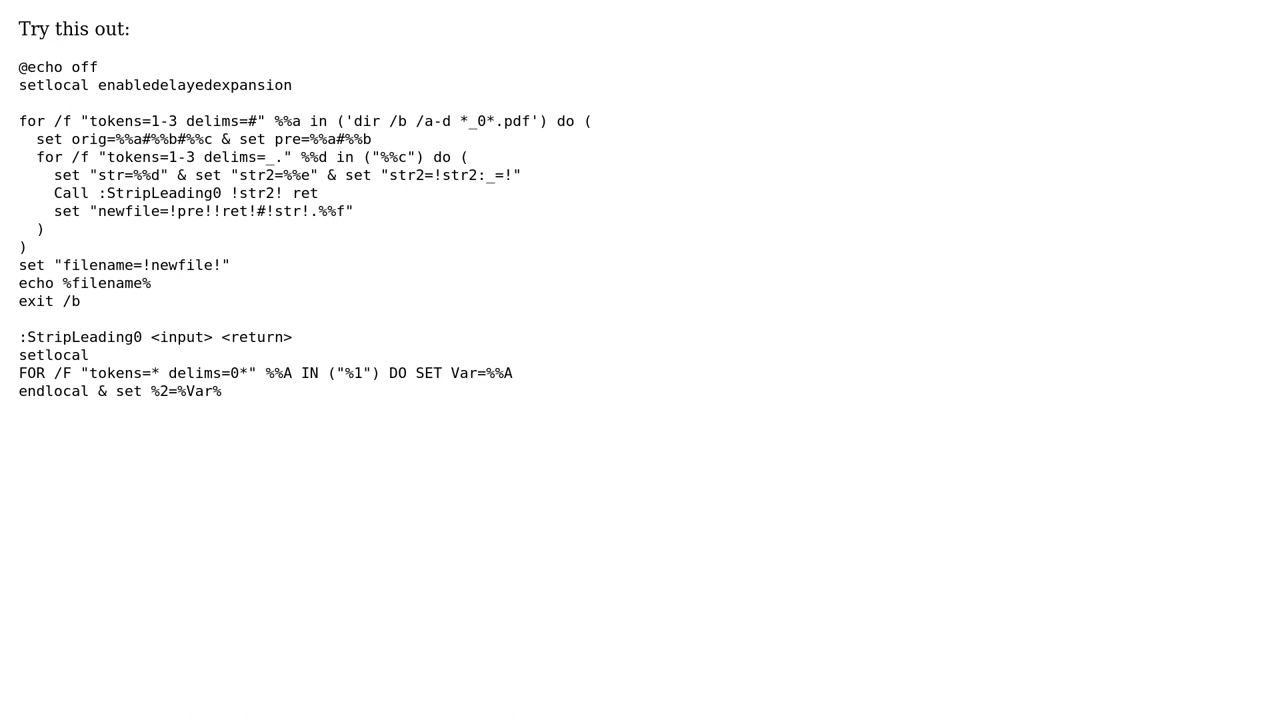 Try this out:
@echo off
setlocal enabledelayedexpansion
for /f "tokens=1-3 delims=#" %%a in ('dir /b /a-d *_0*.pdf') do (
  set orig=%%a#%%b#%%c & set pre=%%a#%%b
  for /f "tokens=1-3 delims=_." %%d in ("%%c") do (
    set "str=%%d" & set "str2=%%e" & set "str2=!str2:_=!"
    Call :StripLeading0 !str2! ret
    set "newfile=!pre!!ret!#!str!.%%f"
  )
)
set "filename=!newfile!"
echo %filename%
exit /b
:StripLeading0 <input> <return>
setlocal
FOR /F "tokens=* delims=0*" %%A IN ("%1") DO SET Var=%%A
endlocal & set %2=%Var%